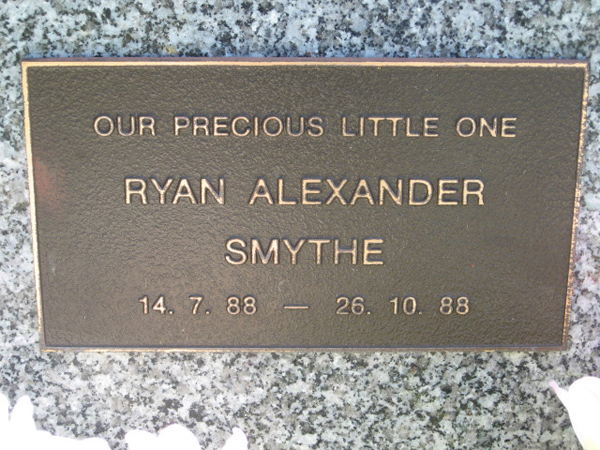 OUR PRECIOUS LITTLE ONE
RYAN ALEXANDER
SMYTHE
14. 7. 88 — 26. 10. 88